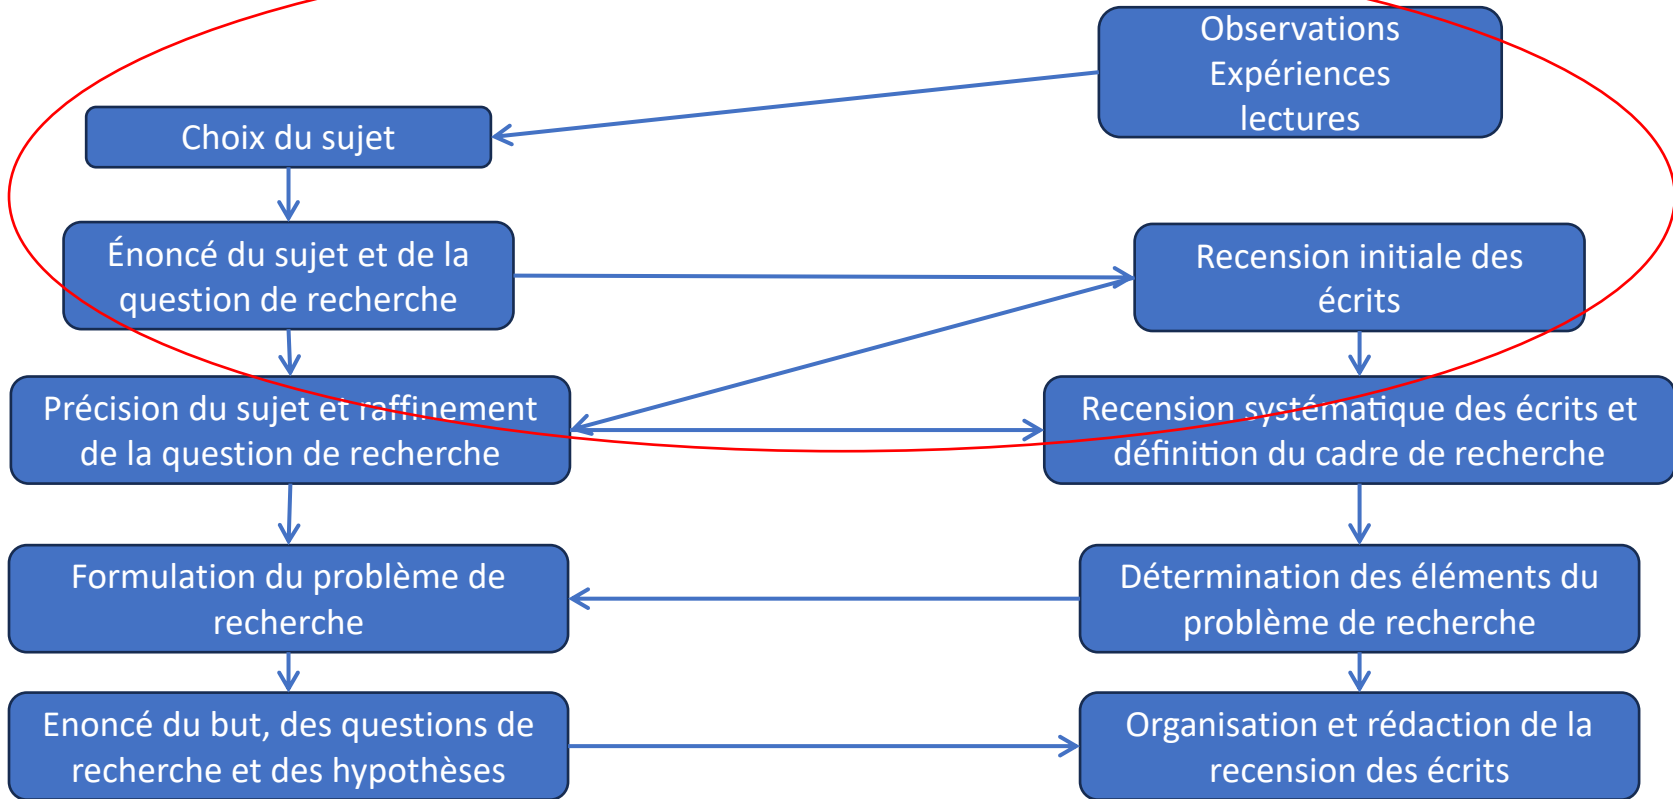 Observations
Expériences
lectures
Choix du sujet
Énoncé du sujet et de la
question de recherche
Recension initiale des
écrits
Précision du sujet et raffinement
de la question de recherche
Recension systématique des écrits et
définition du cadre de recherche
Formulation du problème de
recherche
Détermination des éléments du
problème de recherche
Enoncé du but, des questions de
recherche et des hypothèses
Organisation et rédaction de la
recension des écrits